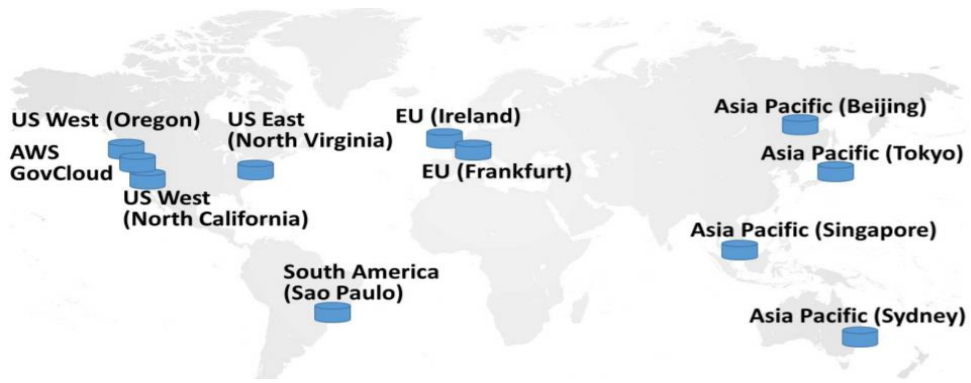 US West (Oregon)
AWS
GovCloud
US West
(North California)
US East
(North Virginia)
EU (Ireland)
EU (Frankfurt)
Asia Pacific (Beijing)
Asia Pacific (Tokyo)
Asia Pacific (Singapore)
South America
(Sao Paulo)
Asia Pacific (Sydney)